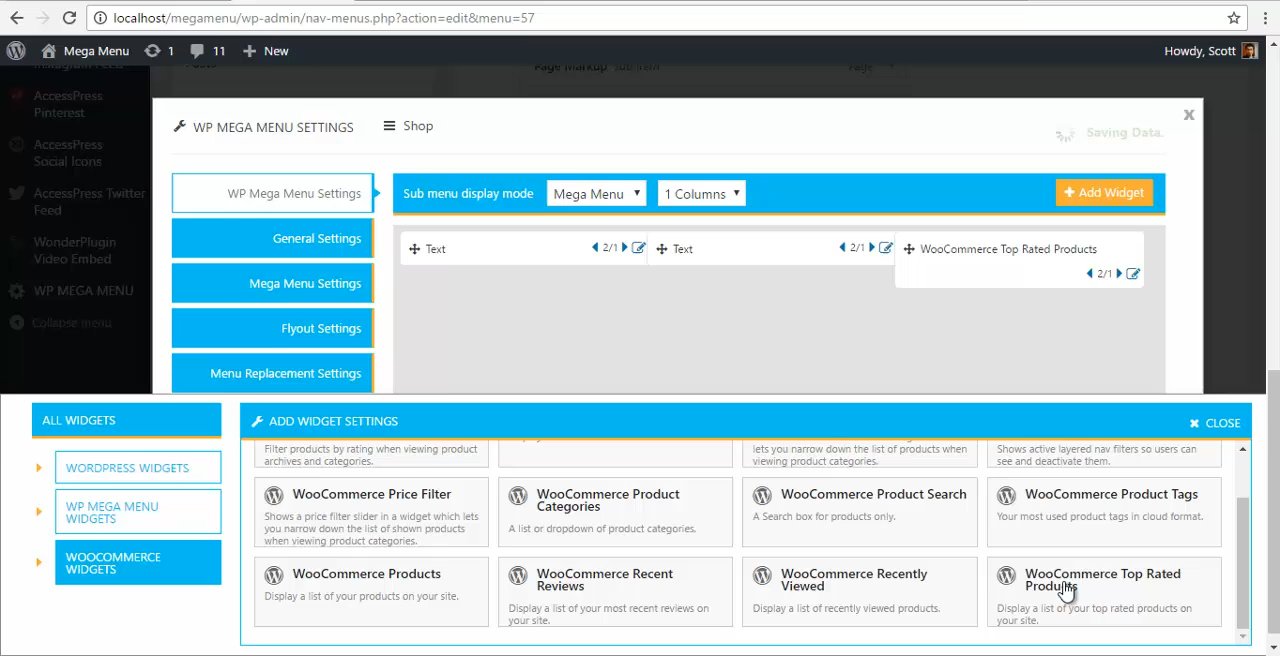 localhost/megamenu/wp-admin/nav-menus.php?action=edit&menu=57
Mega Menu 1 11 New Howdy, Scott
Instagram Feed
AccessPress
Pinterest
AccessPress
Social Icons
AccessPress Twitter
Feed
WonderPlugin
Video Embed
WP MEGA MENU
Collapse menu
Page Markup sub item Page
WP MEGA MENU SETTINGS Shop
X
Saving Data.
WP Mega Menu Settings
General Settings
Mega Menu Settings
Flyout Settings
Menu Replacement Settings
Sub menu display mode Mega Menu 1 Columns Add Widget
Text 2/1 Text 2/1 WooCommerce Top Rated Products
2/1
ALL WIDGETS
WORDPRESS WIDGETS
WP MEGA MENU
WIDGETS
WOOCOMMERCE
WIDGETS
ADD WIDGET SETTINGS CLOSE
Filter products by rating when viewing product
archives and categories.
lets you narrow down the list of products when
viewing product categories.
Shows active layered nav filters so users can
see and deactivate them.
WooCommerce Price Filter
Shows a price filter slider in a widget which lets
you narrow down the list of shown products
when viewing product categories.
WooCommerce Product
Categories
A list or dropdown of product categories.
WooCommerce Product Search
A Search box for products only.
WooCommerce Product Tags
Your most used product tags in cloud format.
WooCommerce Products
Display a list of your products on your site.
WooCommerce Recent
Reviews
Display a list of your most recent reviews on
your site.
WooCommerce Recently
Viewed
Display a list of recently viewed products.
WooCommerce Top Rated
Products
Display a list of your top rated products on
your site.